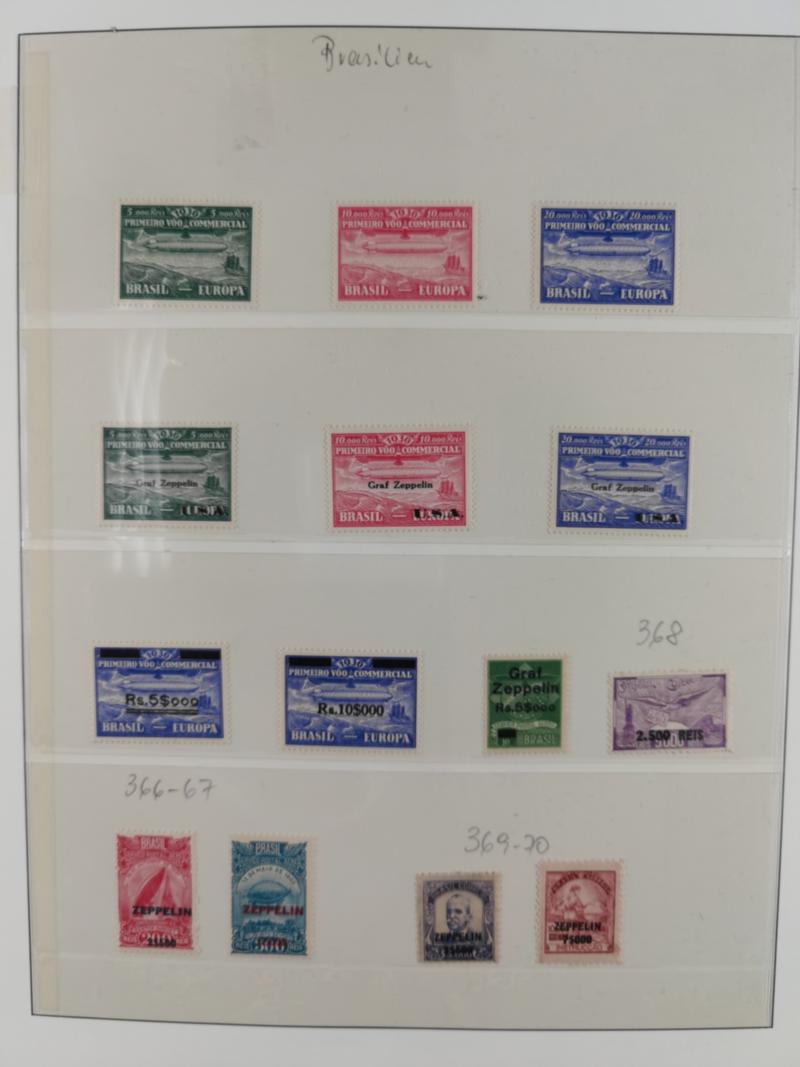 Brasilien
5.000 Reis 1930 5.000 Reis
PRIMEIRO VOO COMMERCIAL
BRASIL — EUROPA
10.000 Reis 1930 10.000 Reis
PRIMEIRO VOO COMMERCIAL
BRASIL — EUROPA
20.000 Reis 1930 20.000 Reis
PRIMEIRO VOO COMMERCIAL
BRASIL — EUROPA
5.000 Reis 1930 5.000 Reis
PRIMEIRO VOO COMMERCIAL
Graf Zeppelin
BRASIL — EUROPA
U.S.A.
10.000 Reis 1930 10.000 Reis
PRIMEIRO VOO COMMERCIAL
Graf Zeppelin
BRASIL — EUROPA
U.S.A.
20.000 Reis 1930 20.000 Reis
PRIMEIRO VOO COMMERCIAL
Graf Zeppelin
BRASIL — EUROPA
U.S.A.
1930
PRIMEIRO VOO COMMERCIAL
Rs.5$000
BRASIL — EUROPA
1930
PRIMEIRO VOO COMMERCIAL
Rs.10$000
BRASIL — EUROPA
Graf
Zeppelin
Rs.5$000
BRASIL
368
2.500 REIS
366-67
BRASIL
ZEPPELIN
200
BRASIL
ZEPPELIN
300
369-70
ZEPPELIN
ZEPPELIN
7$000